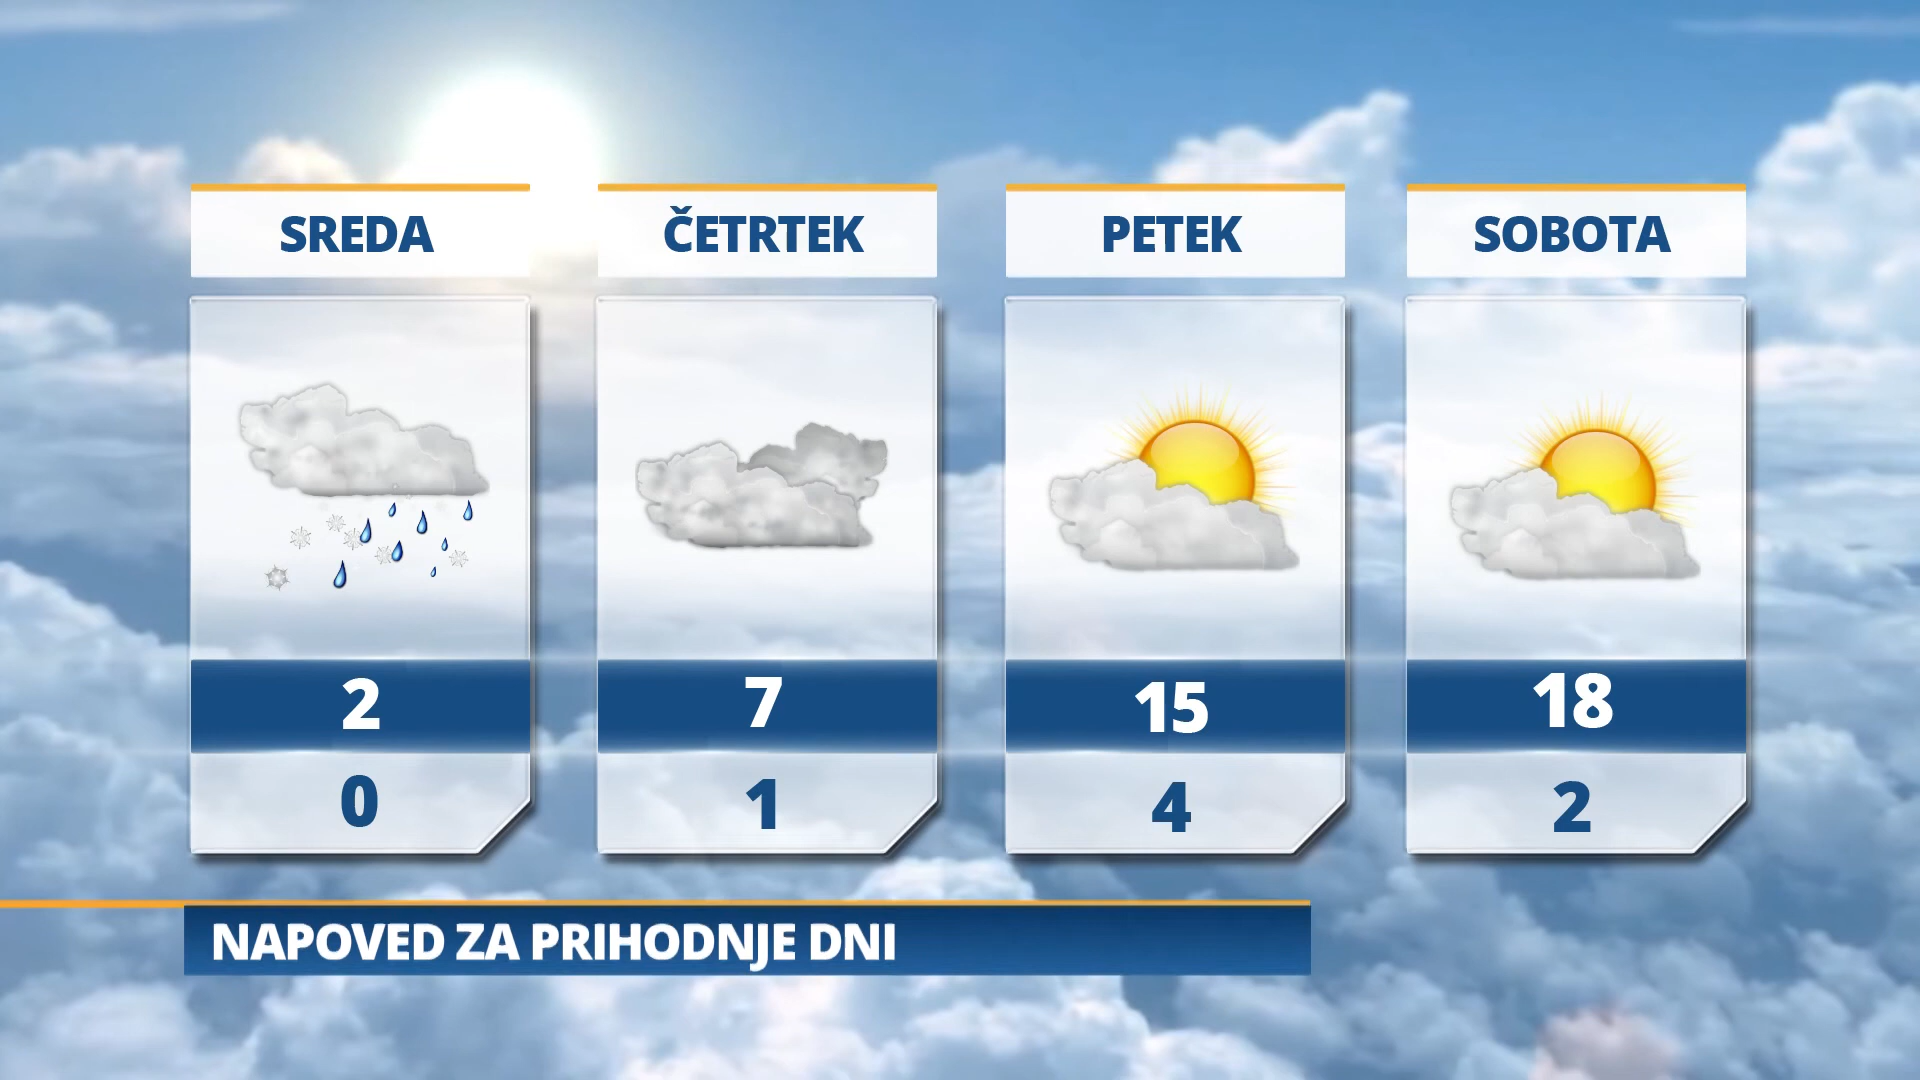 SREDA
ČETRTEK
PETEK
SOBOTA
2
7
15
18
0
1
4
2
NAPOVED ZA PRIHODNJE DNI